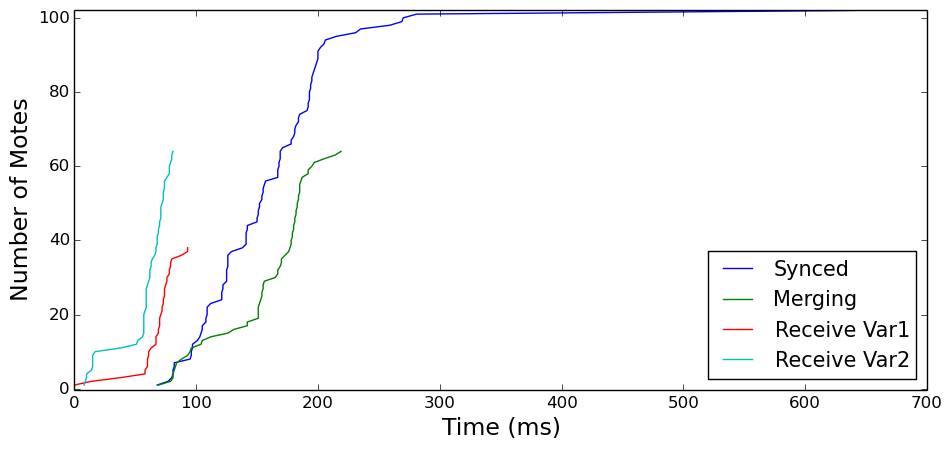 100
80
60
40
20
0
Number of Motes
0 100 200 300 400 500 600 700
Time (ms)
Synced
Merging
Receive Var1
Receive Var2